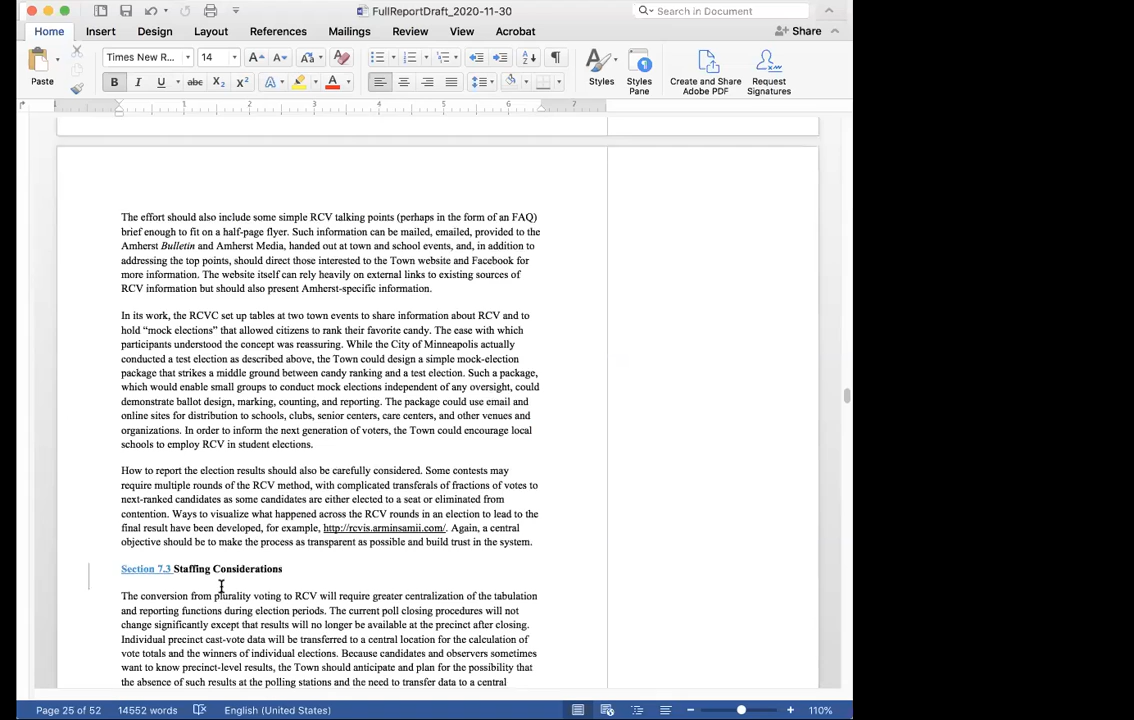 FullReportDraft_2020-11-30
Search in Document
Home Insert Design Layout References Mailings Review View Acrobat
Share
Times New R... 14
Paste
Styles Styles Pane Create and Share Adobe PDF Request Signatures
1 2 3 4 5 6 7
The effort should also include some simple RCV talking points (perhaps in the form of an FAQ)
brief enough to fit on a half-page flyer. Such information can be mailed, emailed, provided to the
Amherst Bulletin and Amherst Media, handed out at town and school events, and, in addition to
addressing the top points, should direct those interested to the Town website and Facebook for
more information. The website itself can rely heavily on external links to existing sources of
RCV information but should also present Amherst-specific information.
In its work, the RCVC set up tables at two town events to share information about RCV and to
hold “mock elections” that allowed citizens to rank their favorite candy. The ease with which
participants understood the concept was reassuring. While the City of Minneapolis actually
conducted a test election as described above, the Town could design a simple mock-election
package that strikes a middle ground between candy ranking and a test election. Such a package,
which would enable small groups to conduct mock elections independent of any oversight, could
demonstrate ballot design, marking, counting, and reporting. The package could use email and
online sites for distribution to schools, clubs, senior centers, care centers, and other venues and
organizations. In order to inform the next generation of voters, the Town could encourage local
schools to employ RCV in student elections.
How to report the election results should also be carefully considered. Some contests may
require multiple rounds of the RCV method, with complicated transferals of fractions of votes to
next-ranked candidates as some candidates are either elected to a seat or eliminated from
contention. Ways to visualize what happened across the RCV rounds in an election to lead to the
final result have been developed, for example, http://rcvis.arminsamii.com/. Again, a central
objective should be to make the process as transparent as possible and build trust in the system.
Section 7.3 Staffing Considerations
The conversion from plurality voting to RCV will require greater centralization of the tabulation
and reporting functions during election periods. The current poll closing procedures will not
change significantly except that results will no longer be available at the precinct after closing.
Individual precinct cast-vote data will be transferred to a central location for the calculation of
vote totals and the winners of individual elections. Because candidates and observers sometimes
want to know precinct-level results, the Town should anticipate and plan for the possibility that
the absence of such results at the polling stations and the need to transfer data to a central
Page 25 of 52 14552 words English (United States) 110%